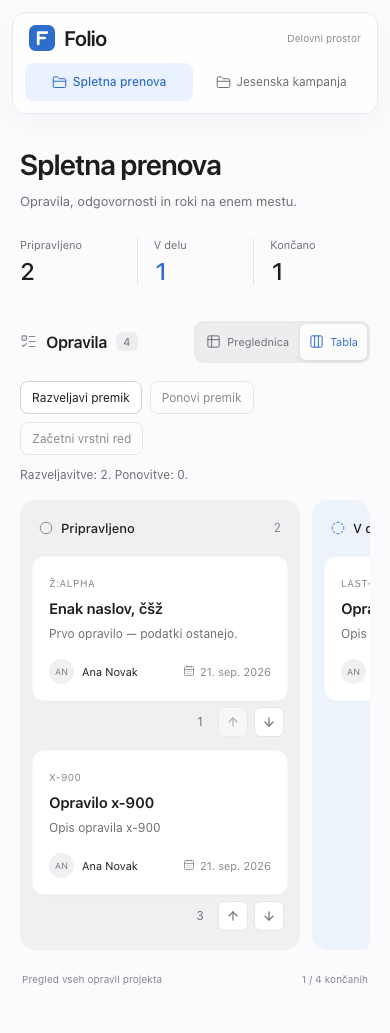 Folio
Delovni prostor
Spletna prenova
Jesenska kampanja
Spletna prenova
Opravila, odgovornosti in roki na enem mestu.
Pripravljeno
2
V delu
1
Končano
1
Opravila 4
Preglednica
Tabla
Razveljavi premik
Ponovi premik
Začetni vrstni red
Razveljavitve: 2. Ponovitve: 0.
Pripravljeno 2
Ž:ALPHA
Enak naslov, čšž
Prvo opravilo — podatki ostanejo.
AN Ana Novak 21. sep. 2026
1
X-900
Opravilo x-900
Opis opravila x-900
AN Ana Novak 21. sep. 2026
3
V
LAST-
Opra
Opis
AN
Pregled vseh opravil projekta
1 / 4 končanih